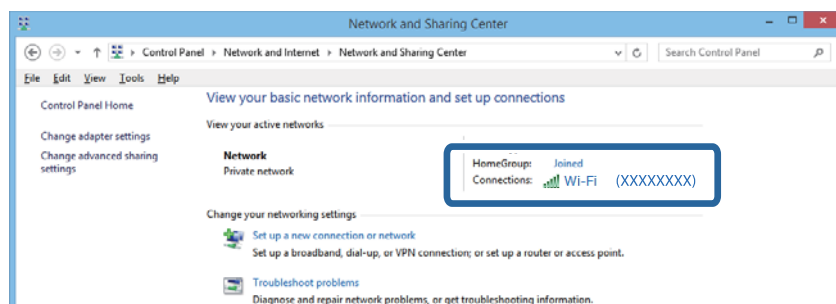 Network and Sharing Center
Control Panel › Network and Internet › Network and Sharing Center
Search Control Panel
File Edit View Tools Help
Control Panel Home
Change adapter settings
Change advanced sharing
settings
View your basic network information and set up connections
View your active networks
Network
Private network
HomeGroup: Joined
Connections: Wi-Fi (XXXXXXXX)
Change your networking settings
Set up a new connection or network
Set up a broadband, dial-up, or VPN connection; or set up a router or access point.
Troubleshoot problems
Diagnose and repair network problems, or get troubleshooting information.